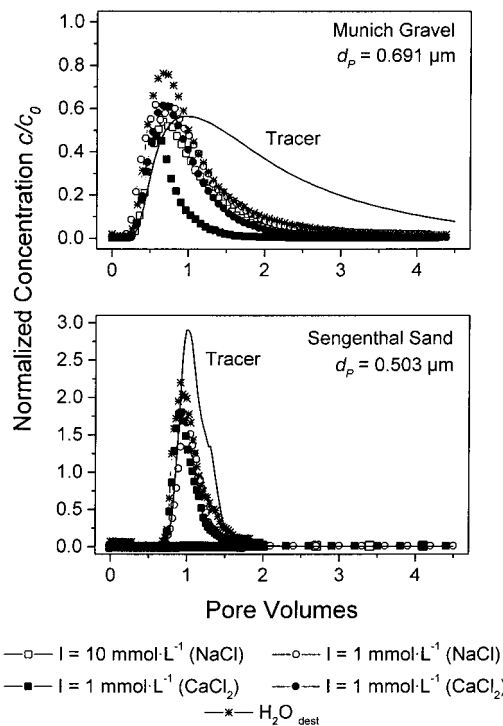 Munich Gravel
d_P = 0.691 µm
Tracer
1.0
0.8
0.6
0.4
0.2
0.0
0 1 2 3 4
Normalized Concentration c/c_0
Sengenthal Sand
d_P = 0.503 µm
Tracer
3.0
2.5
2.0
1.5
1.0
0.5
0.0
0 1 2 3 4
Pore Volumes
I = 10 mmol·L⁻¹ (NaCl) I = 1 mmol·L⁻¹ (NaCl)
I = 1 mmol·L⁻¹ (CaCl₂) I = 1 mmol·L⁻¹ (CaCl₂)
H₂O dest